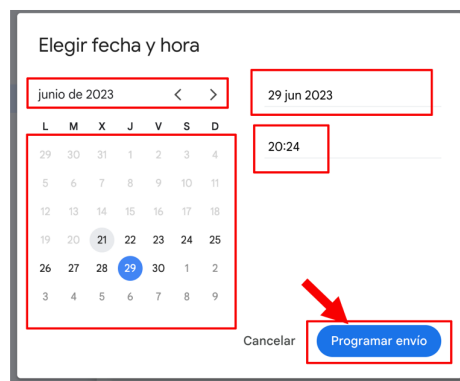 Elegir fecha y hora
junio de 2023
29 jun 2023
L M X J V S D
20:24
29 30 31 1 2 3 4
5 6 7 8 9 10 11
12 13 14 15 16 17 18
19 20 21 22 23 24 25
26 27 28 29 30 1 2
3 4 5 6 7 8 9
Cancelar Programar envío